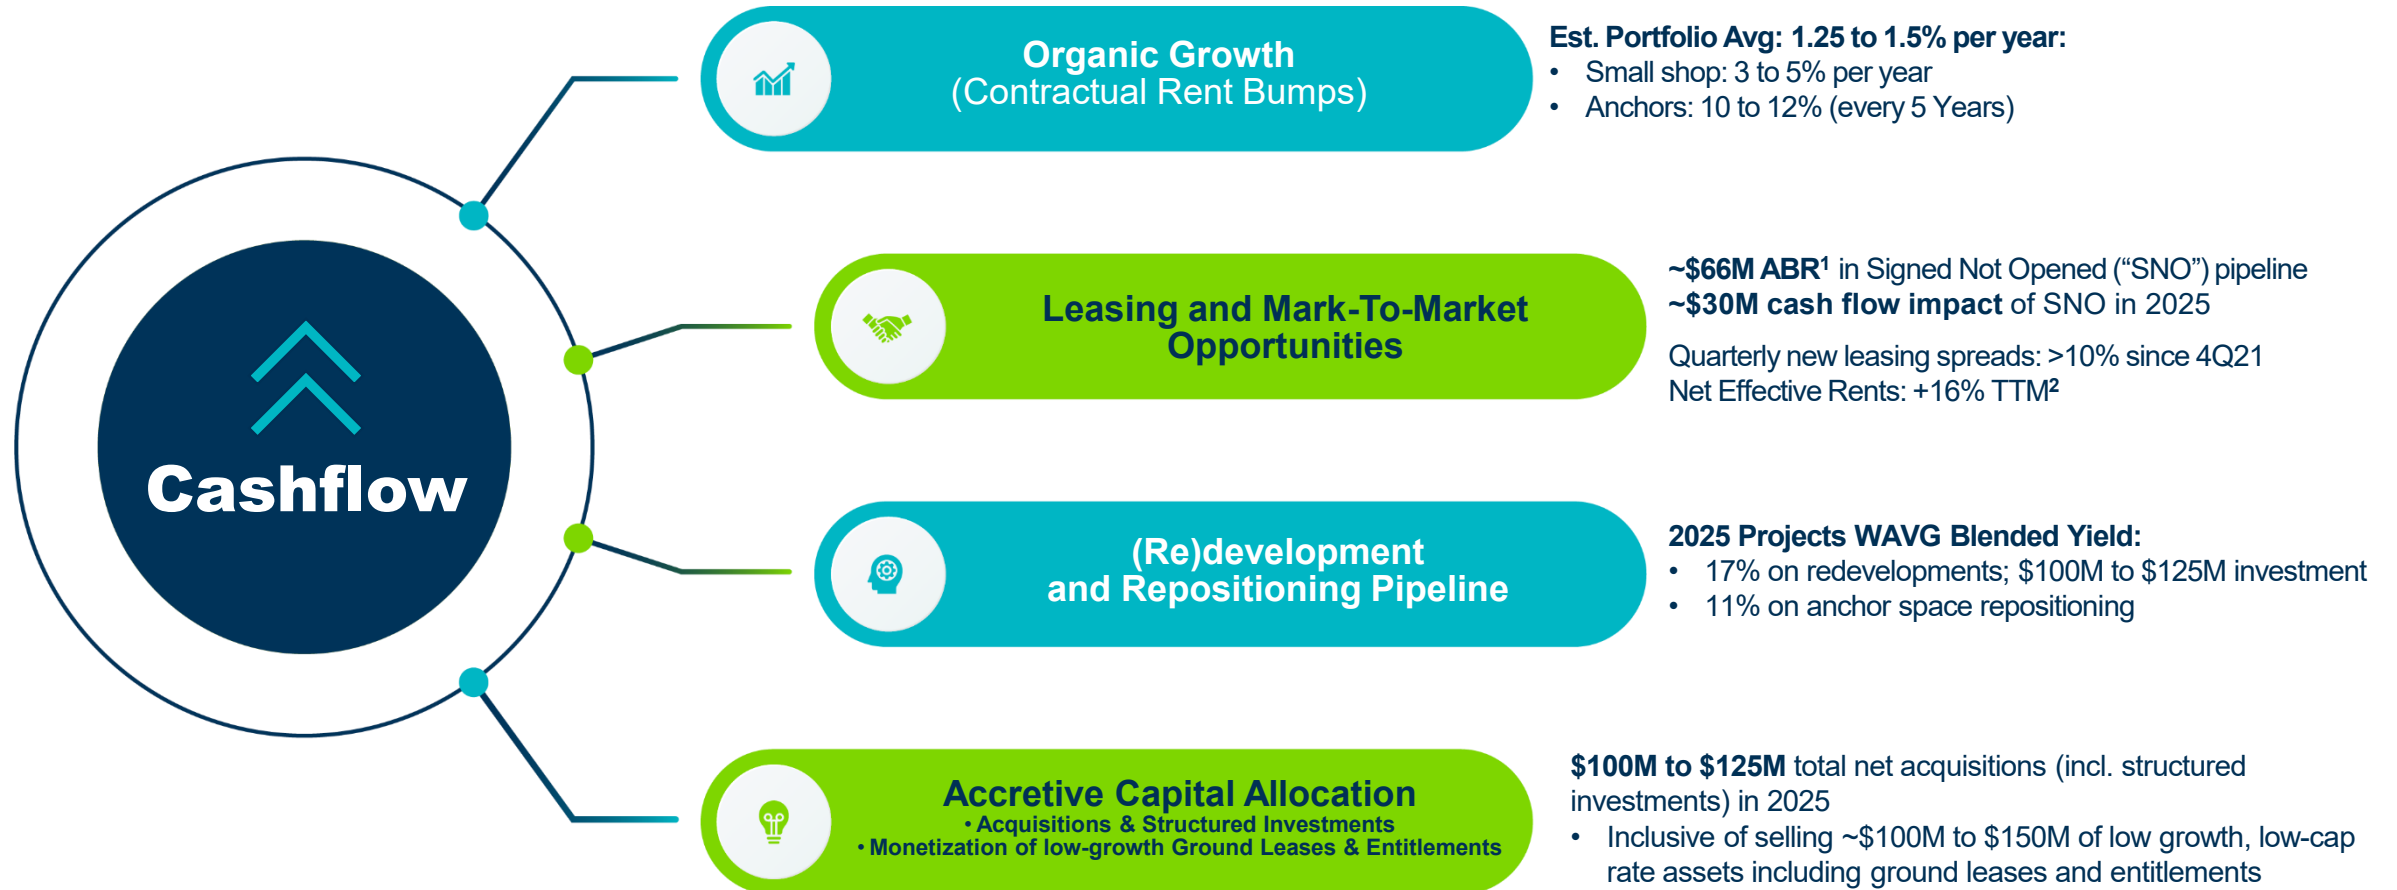 Cashflow
Organic Growth
(Contractual Rent Bumps)
Est. Portfolio Avg: 1.25 to 1.5% per year:
• Small shop: 3 to 5% per year
• Anchors: 10 to 12% (every 5 Years)
Leasing and Mark-To-Market
Opportunities
~$66M ABR¹ in Signed Not Opened (“SNO”) pipeline
~$30M cash flow impact of SNO in 2025
Quarterly new leasing spreads: >10% since 4Q21
Net Effective Rents: +16% TTM²
(Re)development
and Repositioning Pipeline
2025 Projects WAVG Blended Yield:
• 17% on redevelopments; $100M to $125M investment
• 11% on anchor space repositioning
Accretive Capital Allocation
• Acquisitions & Structured Investments
• Monetization of low-growth Ground Leases & Entitlements
$100M to $125M total net acquisitions (incl. structured
investments) in 2025
• Inclusive of selling ~$100M to $150M of low growth, low-cap
rate assets including ground leases and entitlements